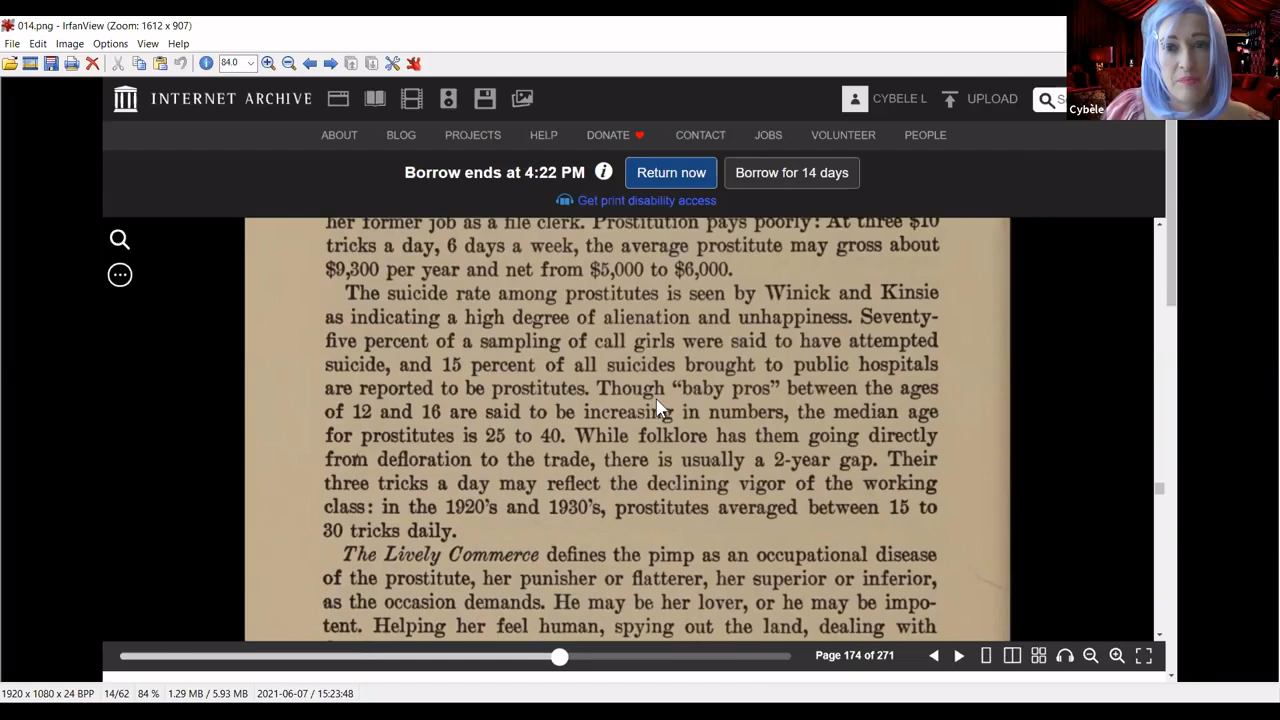 014.png - IrfanView (Zoom: 1612 x 907)
File Edit Image Options View Help
84.0
INTERNET ARCHIVE
CYBELE L
UPLOAD
Cybèle
ABOUT BLOG PROJECTS HELP DONATE CONTACT JOBS VOLUNTEER PEOPLE
Borrow ends at 4:22 PM
Return now
Borrow for 14 days
Get print disability access
her former job as a file clerk. Prostitution pays poorly: At three $10
tricks a day, 6 days a week, the average prostitute may gross about
$9,300 per year and net from $5,000 to $6,000.
The suicide rate among prostitutes is seen by Winick and Kinsie
as indicating a high degree of alienation and unhappiness. Seventy-
five percent of a sampling of call girls were said to have attempted
suicide, and 15 percent of all suicides brought to public hospitals
are reported to be prostitutes. Though “baby pros” between the ages
of 12 and 16 are said to be increasing in numbers, the median age
for prostitutes is 25 to 40. While folklore has them going directly
from defloration to the trade, there is usually a 2-year gap. Their
three tricks a day may reflect the declining vigor of the working
class: in the 1920's and 1930's, prostitutes averaged between 15 to
30 tricks daily.
The Lively Commerce defines the pimp as an occupational disease
of the prostitute, her punisher or flatterer, her superior or inferior,
as the occasion demands. He may be her lover, or he may be impo-
tent. Helping her feel human, spying out the land, dealing with
Page 174 of 271
1920 x 1080 x 24 BPP 14/62 84 % 1.29 MB / 5.93 MB 2021-06-07 / 15:23:48